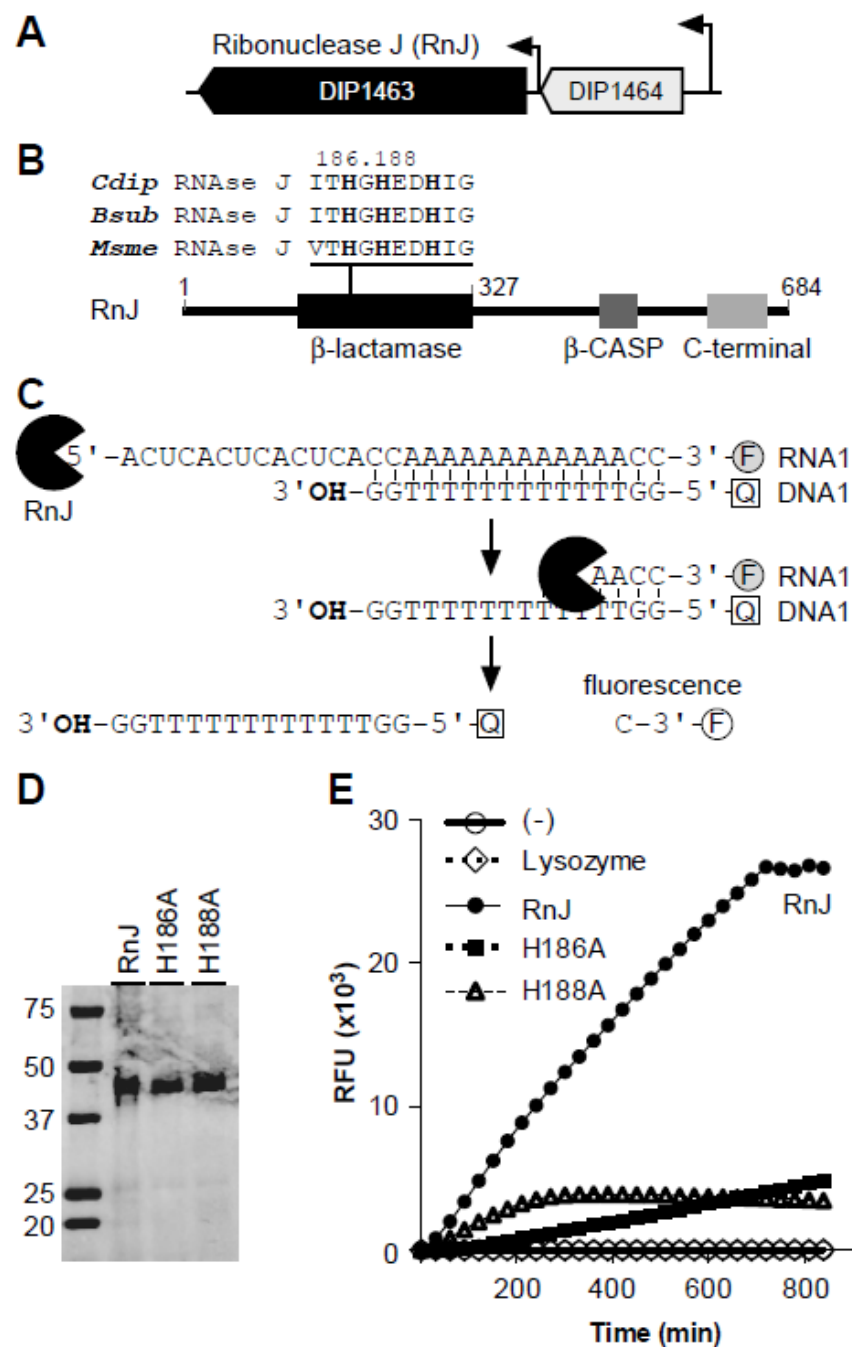 A
Ribonuclease J (RnJ)
DIP1463
DIP1464
B
186.188
Cdip RNAse J ITHGHEDHIG
Bsub RNAse J ITHGHEDHIG
Msme RNAse J VTHGHEDHIG
1
327
684
RnJ
β-lactamase
β-CASP
C-terminal
C
5'-ACUCACUCACUCACCAAAAAAAAAAAACC-3'-F RNA1
3'OH-GGTTTTTTTTTTTTGG-5'-Q DNA1
RnJ
AACC-3'-F RNA1
3'OH-GGTTTTTTTTTTTTGG-5'-Q DNA1
fluorescence
3'OH-GGTTTTTTTTTTTTGG-5'-Q
C-3'-F
D
RnJ
H186A
H188A
75
50
37
25
20
E
(-)
Lysozyme
RnJ
H186A
H188A
RnJ
30
20
10
0
RFU (x10³)
200
400
600
800
Time (min)